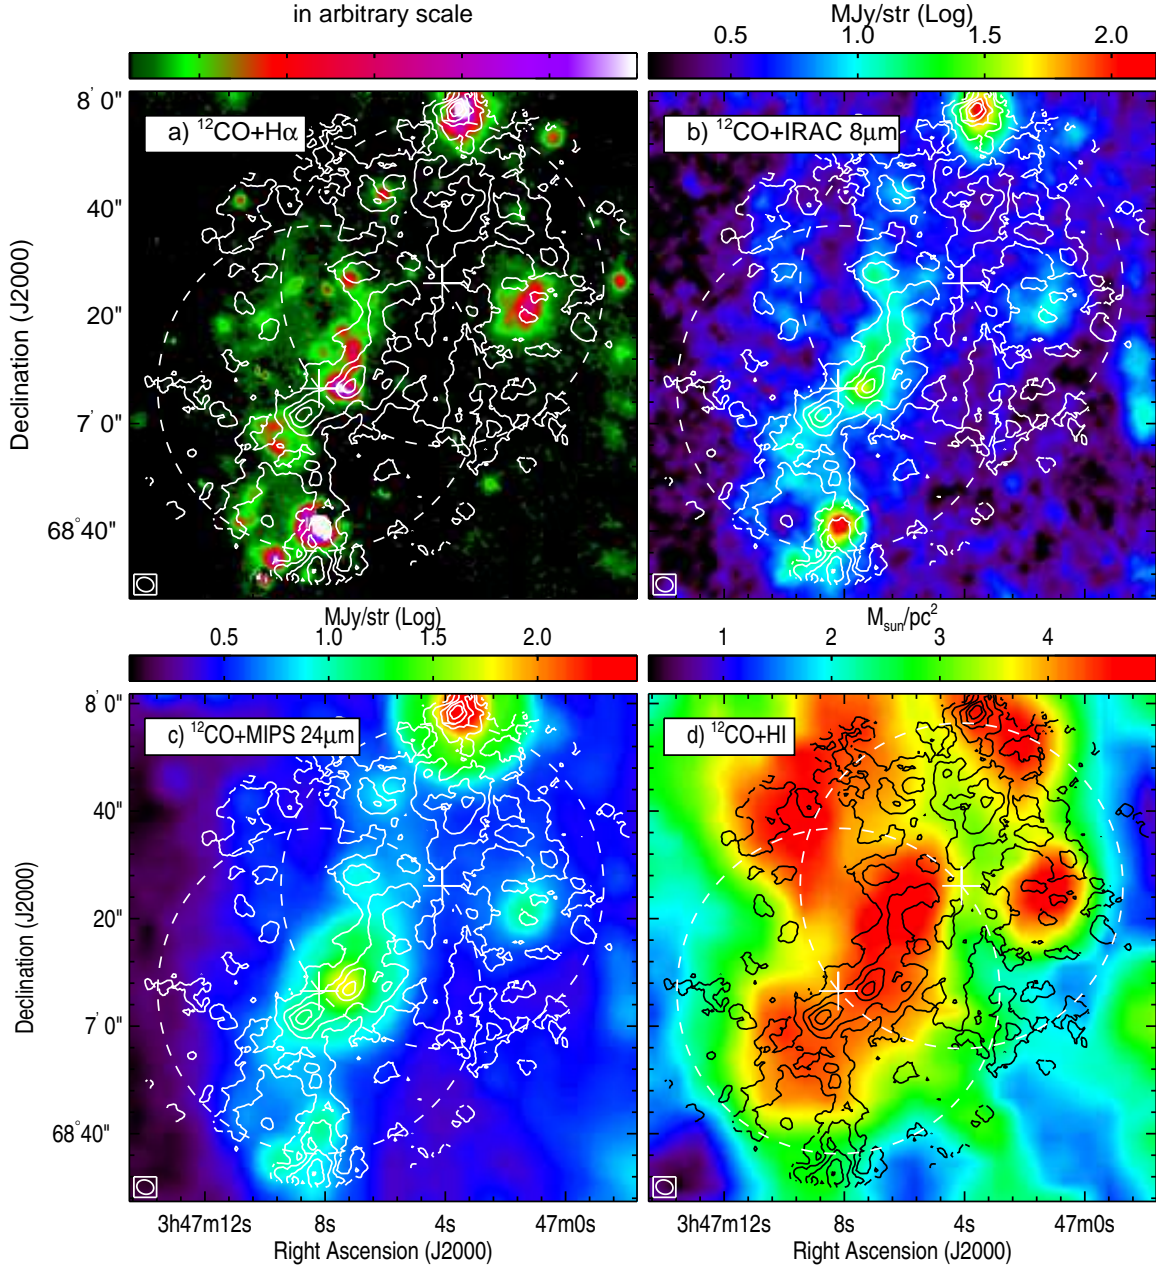 in arbitrary scale
MJy/str (Log)
0.5 1.0 1.5 2.0
8' 0"
a) ¹²CO+Hα
b) ¹²CO+IRAC 8μm
40"
Declination (J2000)
20"
7' 0"
68° 40"
MJy/str (Log)
M_sun/pc²
0.5 1.0 1.5 2.0
1 2 3 4
8' 0"
c) ¹²CO+MIPS 24μm
d) ¹²CO+HI
40"
Declination (J2000)
20"
7' 0"
68° 40"
3h47m12s 8s 4s 47m0s
3h47m12s 8s 4s 47m0s
Right Ascension (J2000)
Right Ascension (J2000)